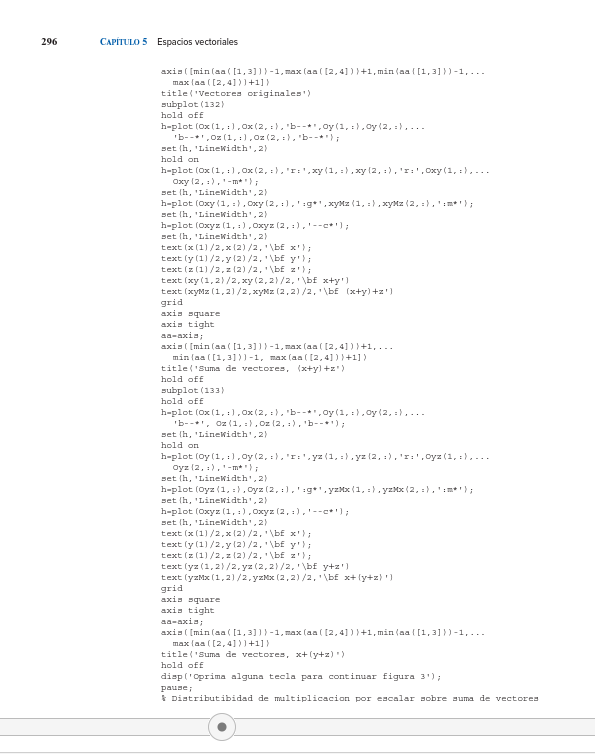 296 CAPÍTULO 5 Espacios vectoriales
axis([min(aa([1,3]))-1,max(aa([2,4]))+1,min(aa([1,3]))-1,...
max(aa([2,4]))+1])
title('Vectores originales')
subplot(132)
hold off
h=plot(Ox(1,:),Ox(2,:),'b--*',Oy(1,:),Oy(2,:),...
'b--*',Oz(1,:),Oz(2,:),'b--*');
set(h,'LineWidth',2)
hold on
h=plot(Ox(1,:),Ox(2,:),'r:',xy(1,:),xy(2,:),'r:',Oxy(1,:),...
Oxy(2,:),'-m*');
set(h,'LineWidth',2)
h=plot(Oxy(1,:),Oxy(2,:),':g*',xyMz(1,:),xyMz(2,:),':m*');
set(h,'LineWidth',2)
h=plot(Oxyz(1,:),Oxyz(2,:),'--c*');
set(h,'LineWidth',2)
text(x(1)/2,x(2)/2,'\bf x');
text(y(1)/2,y(2)/2,'\bf y');
text(z(1)/2,z(2)/2,'\bf z');
text(xy(1,2)/2,xy(2,2)/2,'\bf x+y')
text(xyMz(1,2)/2,xyMz(2,2)/2,'\bf (x+y)+z')
grid
axis square
axis tight
aa=axis;
axis([min(aa([1,3]))-1,max(aa([2,4]))+1,...
min(aa([1,3]))-1, max(aa([2,4]))+1])
title('Suma de vectores, (x+y)+z')
hold off
subplot(133)
hold off
h=plot(Ox(1,:),Ox(2,:),'b--*',Oy(1,:),Oy(2,:),...
'b--*', Oz(1,:),Oz(2,:),'b--*');
set(h,'LineWidth',2)
hold on
h=plot(Oy(1,:),Oy(2,:),'r:',yz(1,:),yz(2,:),'r:',Oyz(1,:),...
Oyz(2,:),'-m*');
set(h,'LineWidth',2)
h=plot(Oyz(1,:),Oyz(2,:),':g*',yzMx(1,:),yzMx(2,:),':m*');
set(h,'LineWidth',2)
h=plot(Oxyz(1,:),Oxyz(2,:),'--c*');
set(h,'LineWidth',2)
text(x(1)/2,x(2)/2,'\bf x');
text(y(1)/2,y(2)/2,'\bf y');
text(z(1)/2,z(2)/2,'\bf z');
text(yz(1,2)/2,yz(2,2)/2,'\bf y+z')
text(yzMx(1,2)/2,yzMx(2,2)/2,'\bf x+(y+z)')
grid
axis square
axis tight
aa=axis;
axis([min(aa([1,3]))-1,max(aa([2,4]))+1,min(aa([1,3]))-1,...
max(aa([2,4]))+1])
title('Suma de vectores, x+(y+z)')
hold off
disp('Oprima alguna tecla para continuar figura 3');
pause;
% Distributibidad de multiplicacion por escalar sobre suma de vectores